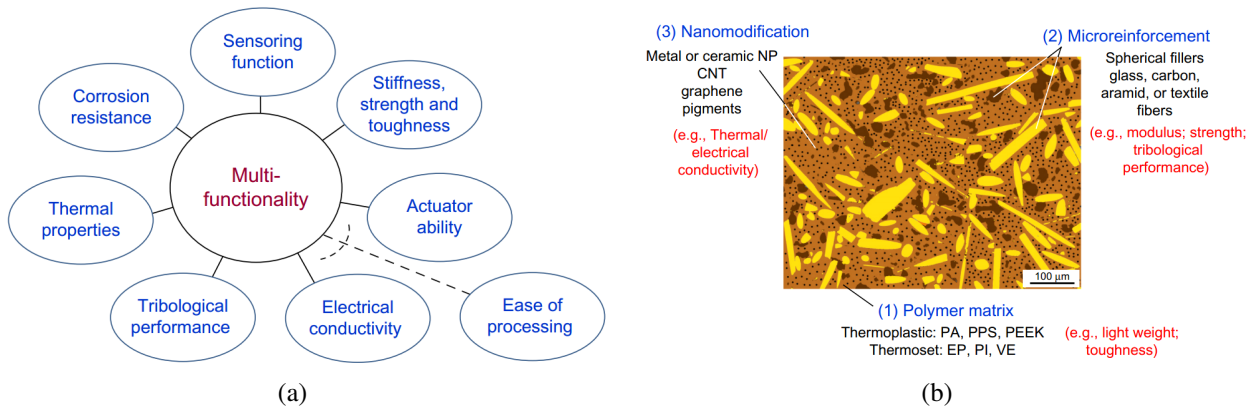 Sensoring
function
Stiffness,
strength and
toughness
Corrosion
resistance
Multi-
functionality
Thermal
properties
Actuator
ability
Tribological
performance
Electrical
conductivity
Ease of
processing
(a)
(3) Nanomodification
Metal or ceramic NP
CNT
graphene
pigments
(e.g., Thermal/
electrical
conductivity)
(2) Microreinforcement
Spherical fillers
glass, carbon,
aramid, or textile
fibers
(e.g., modulus; strength;
tribological
performance)
100 µm
(1) Polymer matrix
Thermoplastic: PA, PPS, PEEK
Thermoset: EP, PI, VE
(e.g., light weight;
toughness)
(b)